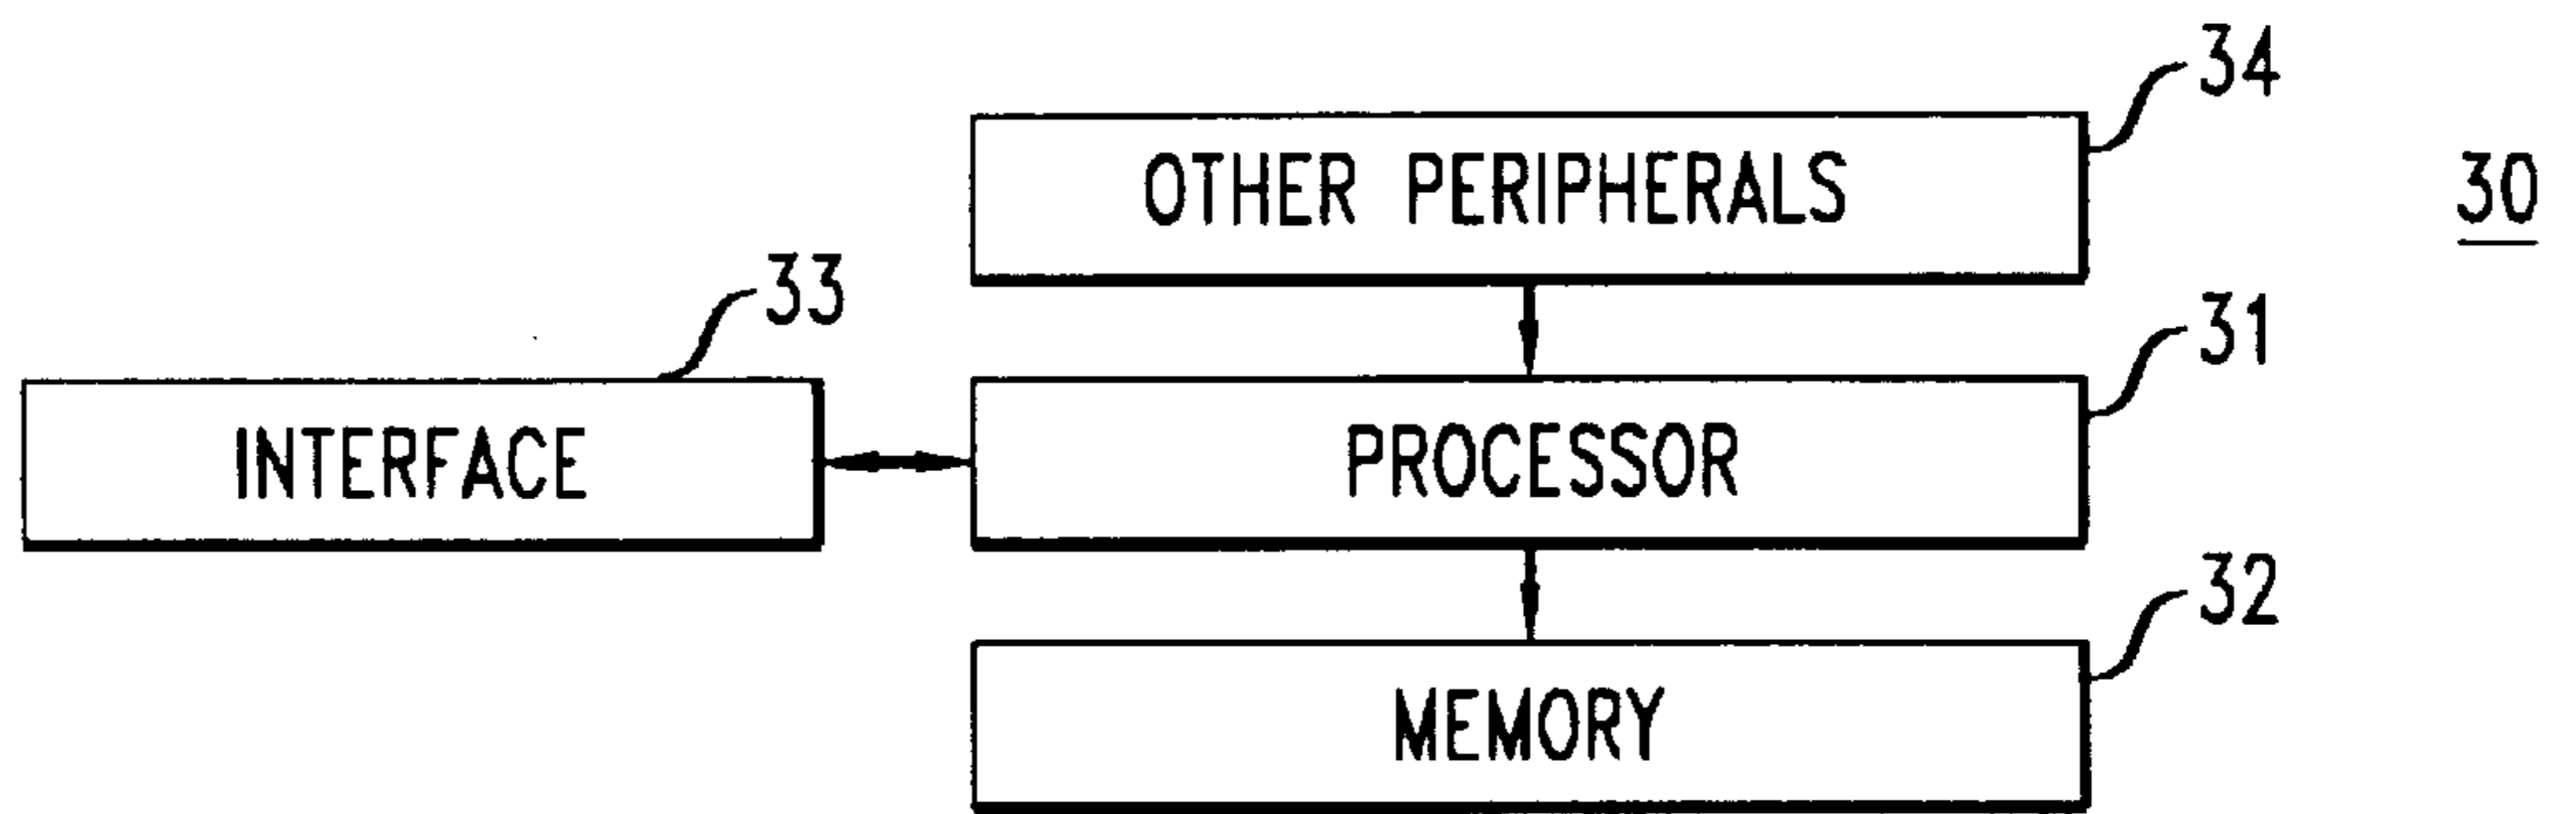 34
OTHER PERIPHERALS
30
33
31
INTERFACE
PROCESSOR
32
MEMORY